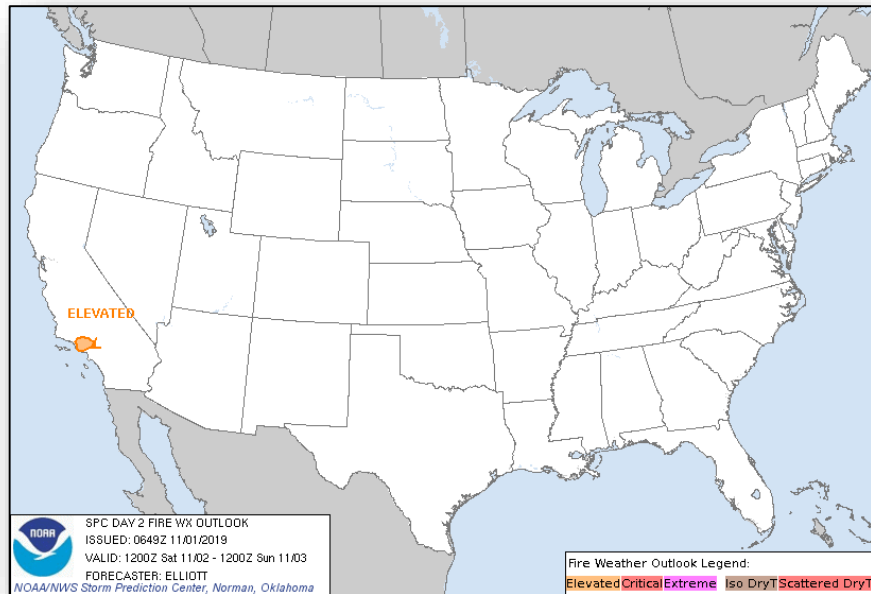 ELEVATED
NOAA
SPC DAY 2 FIRE WX OUTLOOK
ISSUED: 0649Z 11/01/2019
VALID: 1200Z Sat 11/02 - 1200Z Sun 11/03
FORECASTER: ELLIOTT
NOAA/NWS Storm Prediction Center, Norman, Oklahoma
Fire Weather Outlook Legend:
Elevated Critical Extreme Iso DryT Scattered DryT